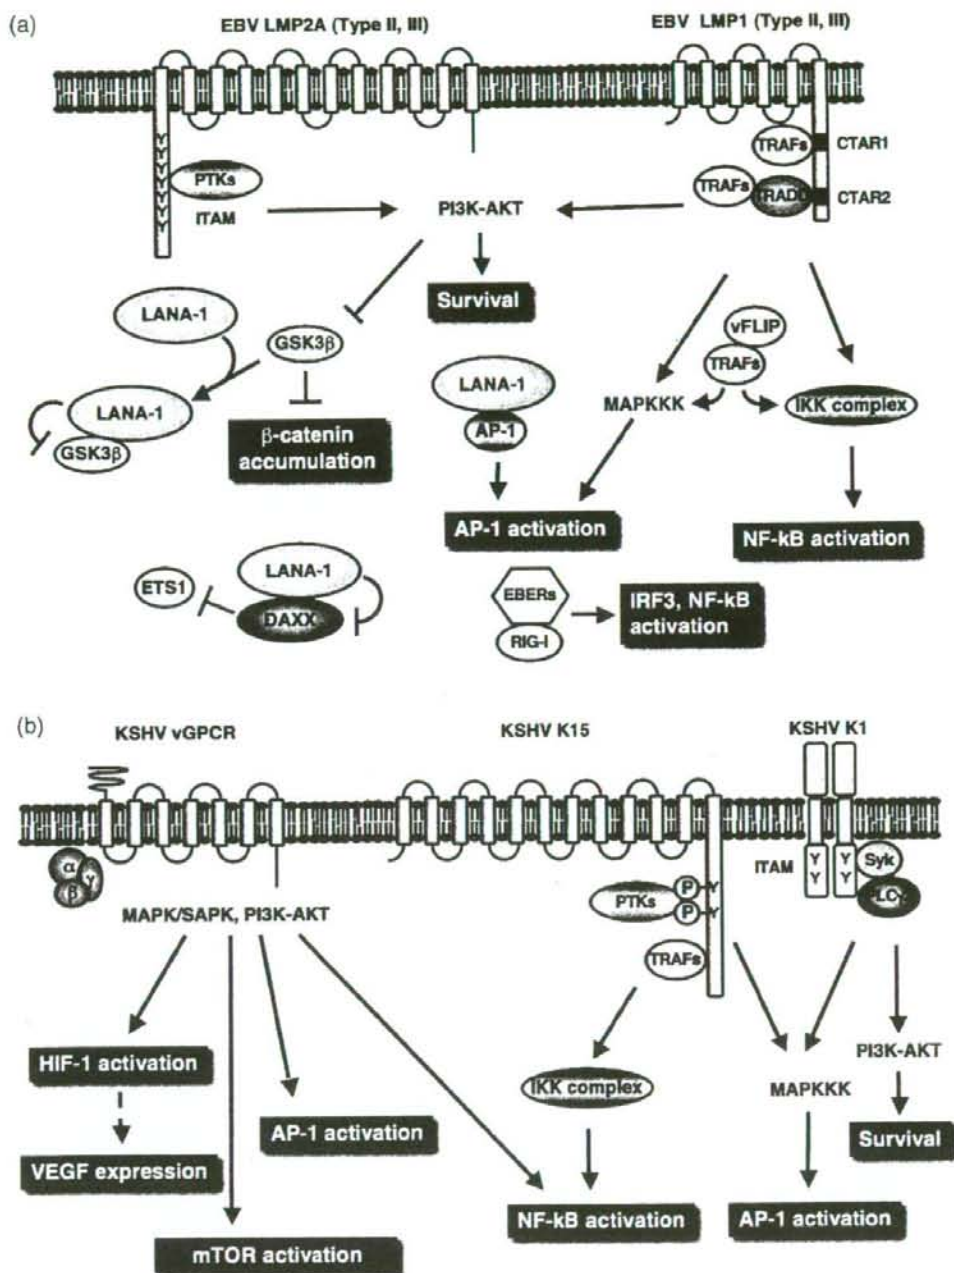 (a)
EBV LMP2A (Type II, III)
EBV LMP1 (Type II, III)
Y
Y
Y
Y
Y
Y
Y
PTKs
ITAM
PI3K-AKT
TRAFs
CTAR1
TRAFs
TRADD
CTAR2
Survival
LANA-1
GSK3β
LANA-1
GSK3β
β-catenin
accumulation
LANA-1
AP-1
vFLIP
TRAFs
MAPKKK
IKK complex
AP-1 activation
NF-kB activation
ETS1
LANA-1
DAXX
EBERs
RIG-I
IRF3, NF-kB
activation
(b)
KSHV vGPCR
KSHV K15
KSHV K1
α
β
γ
MAPK/SAPK, PI3K-AKT
PTKs
P
Y
P
Y
TRAFs
ITAM
Y
Y
Y
Y
Syk
HIF-1 activation
VEGF expression
AP-1 activation
mTOR activation
IKK complex
NF-kB activation
MAPKKK
AP-1 activation
PI3K-AKT
Survival